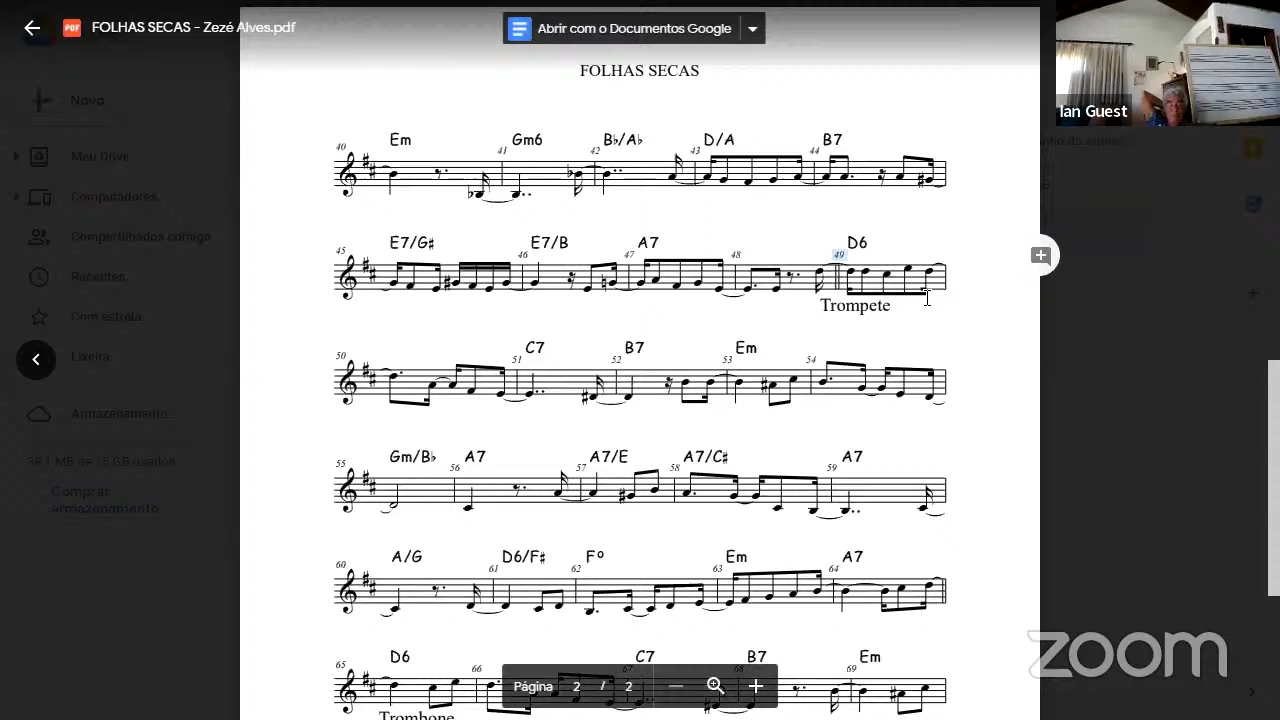 FOLHAS SECAS - Zezé Alves.pdf
Abrir com o Documentos Google
Ian Guest
Novo
Meu Drive
Computadores
Compartilhados comigo
Recentes
Com estrela
Lixeira
Armazenamento
Comprar
armazenamento
FOLHAS SECAS
Em Gm6 B♭/A♭ D/A B7
40 41 42 43 44
E7/G♯ E7/B A7 D6
45 46 47 48 49
Trompete
C7 B7 Em
50 51 52 53 54
Gm/B♭ A7 A7/E A7/C♯ A7
55 56 57 58 59
A/G D6/F♯ Fº Em A7
60 61 62 63 64
D6 C7 B7 Em
65 66 67 68 69
Trombone
Página 2 / 2
zoom